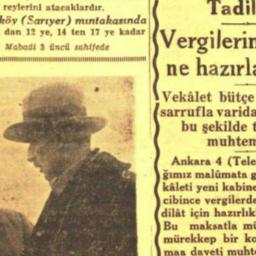 reylerini atacaklardır.
köy (Sarıyer) mıntakasında
dan 12 ye, 14 ten 17 ye kadar
Mabadi 3 üncü sahifede
Tadil
Vergilerin
ne hazırla
Vekâlet bütçe
sarrufla varida
bu şekilde t
muhtem
Ankara 4 (Tele
ğımız malûmata g
kâleti yeni kabine
cibince vergilerde
dilât için hazırlık
Bu maksatla mü
mürekkep bir ko
maa daveti muht